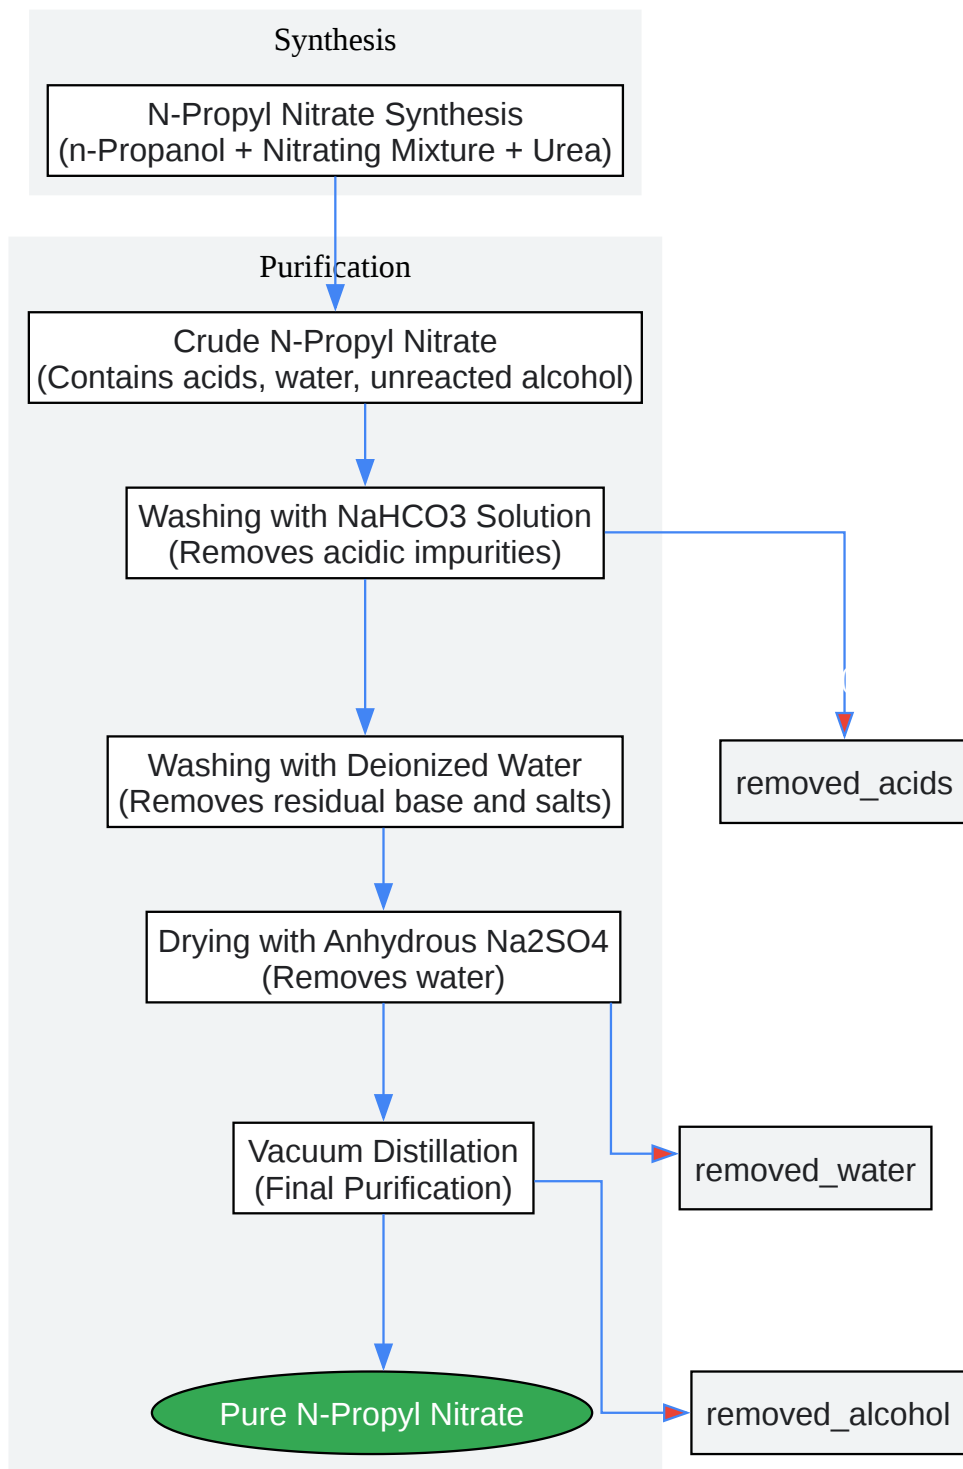 Synthesis
N-Propyl Nitrate Synthesis
(n-Propanol + Nitrating Mixture + Urea)
Purification
Crude N-Propyl Nitrate
(Contains acids, water, unreacted alcohol)
Washing with NaHCO3 Solution
(Removes acidic impurities)
Washing with Deionized Water
(Removes residual base and salts)
removed_acids
Drying with Anhydrous Na2SO4
(Removes water)
Vacuum Distillation
(Final Purification)
removed_water
Pure N-Propyl Nitrate
removed_alcohol